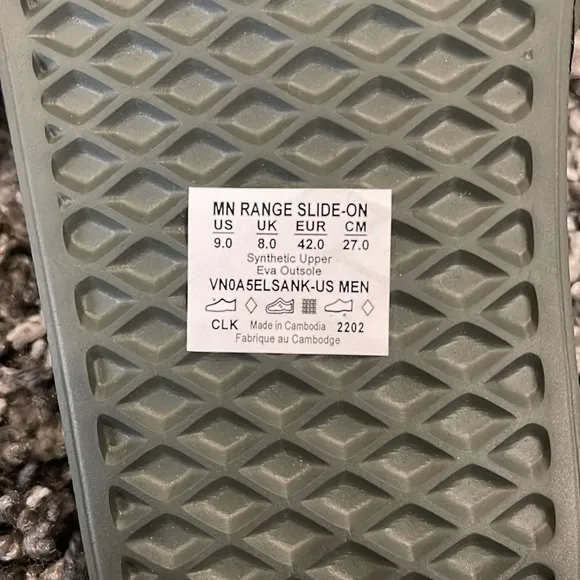 MN RANGE SLIDE-ON
US UK EUR CM
9.0 8.0 42.0 27.0
Synthetic Upper
Eva Outsole
VN0A5ELSANK-US MEN
CLK Made in Cambodia 2202
Fabrique au Cambodge